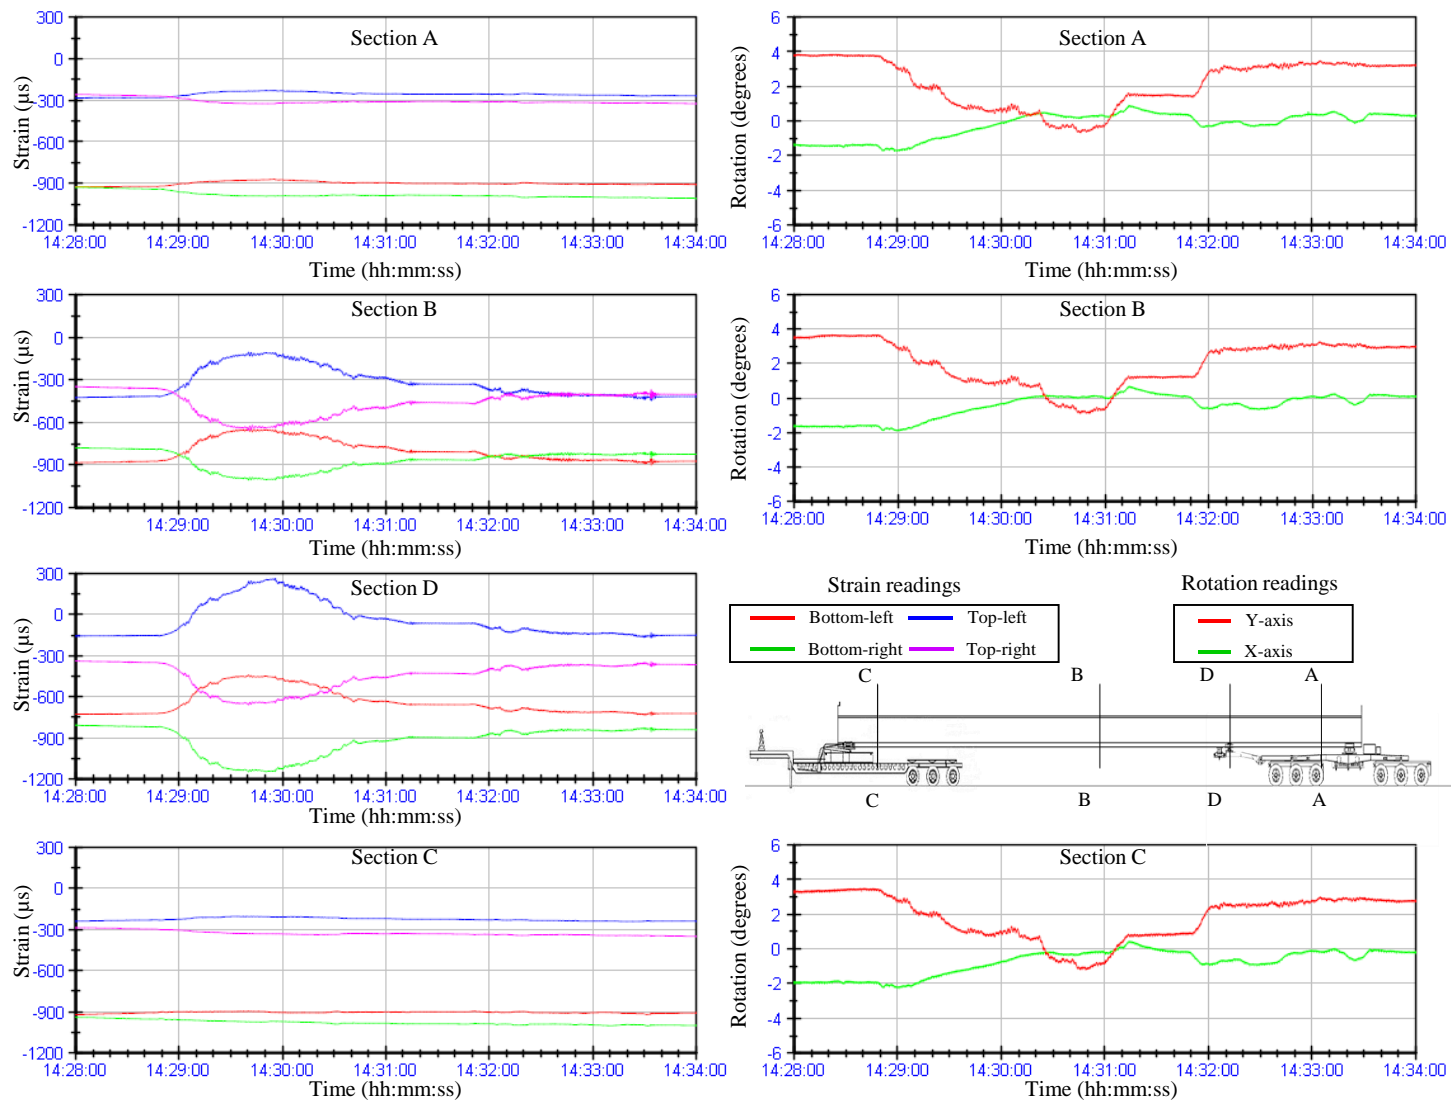 Section A
Strain (µs)
300
0
-300
-600
-900
-1200
14:28:00 14:29:00 14:30:00 14:31:00 14:32:00 14:33:00 14:34:00
Time (hh:mm:ss)
Section A
Rotation (degrees)
6
4
2
0
-2
-4
-6
14:28:00 14:29:00 14:30:00 14:31:00 14:32:00 14:33:00 14:34:00
Time (hh:mm:ss)
Section B
Strain (µs)
300
0
-300
-600
-900
-1200
14:29:00 14:30:00 14:31:00 14:32:00 14:33:00 14:34:00
Time (hh:mm:ss)
Section B
Rotation (degrees)
6
4
2
0
-2
-4
-6
14:28:00 14:29:00 14:30:00 14:31:00 14:32:00 14:33:00 14:34:00
Time (hh:mm:ss)
Section D
Strain (µs)
300
0
-300
-600
-900
-1200
14:28:00 14:29:00 14:30:00 14:31:00 14:32:00 14:33:00 14:34:00
Time (hh:mm:ss)
Strain readings
Bottom-left Top-left
Bottom-right Top-right
Rotation readings
Y-axis
X-axis
C B D A
C B D A
Section C
Strain (µs)
300
0
-300
-600
-900
-1200
14:28:00 14:29:00 14:30:00 14:31:00 14:32:00 14:33:00 14:34:00
Time (hh:mm:ss)
Section C
Rotation (degrees)
6
4
2
0
-2
-4
-6
14:28:00 14:29:00 14:30:00 14:31:00 14:32:00 14:33:00 14:34:00
Time (hh:mm:ss)